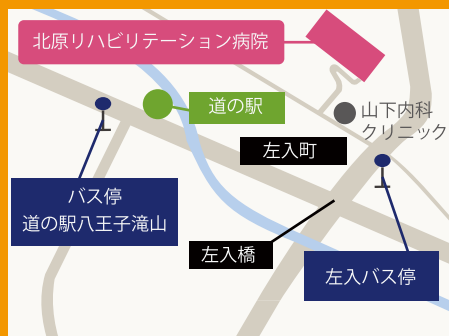 北原リハビリテーション病院
道の駅
山下内科
クリニック
左入町
バス停
道の駅八王子滝山
左入橋
左入バス停